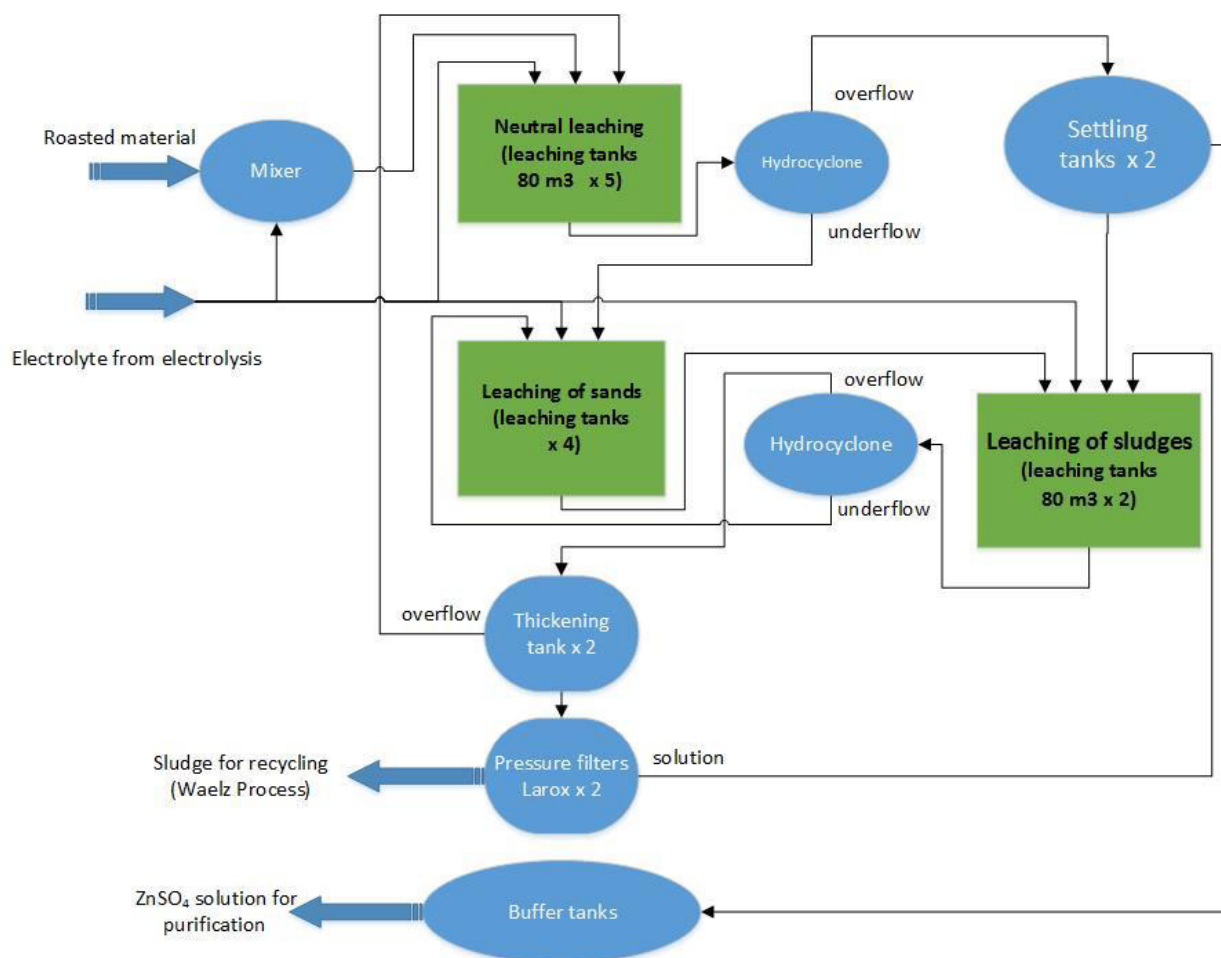 Roasted material
Mixer
Neutral leaching
(leaching tanks
80 m3 x 5)
overflow
Hydrocyclone
underflow
Settling
tanks x 2
Electrolyte from electrolysis
Leaching of sands
(leaching tanks
x 4)
overflow
Hydrocyclone
underflow
Leaching of sludges
(leaching tanks
80 m3 x 2)
overflow
Thickening
tank x 2
Sludge for recycling
(Waelz Process)
Pressure filters
Larox x 2
solution
ZnSO₄ solution for
purification
Buffer tanks